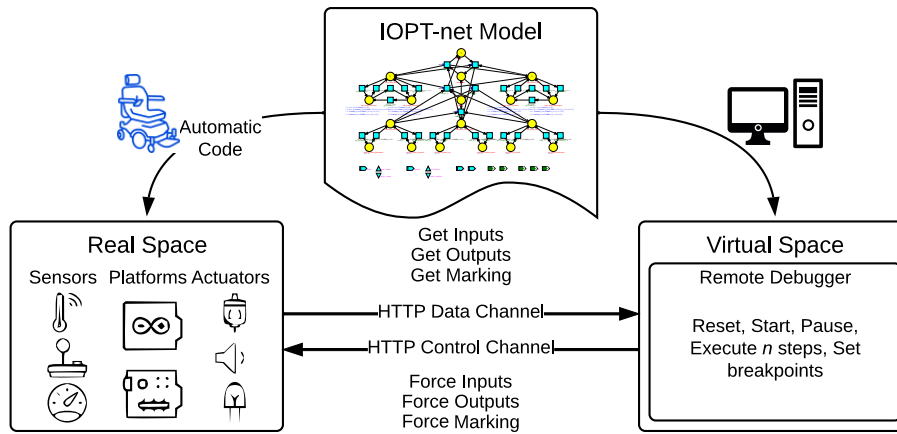 IOPT-net Model
Automatic
Code
Real Space
Sensors Platforms Actuators
Get Inputs
Get Outputs
Get Marking
HTTP Data Channel
HTTP Control Channel
Force Inputs
Force Outputs
Force Marking
Virtual Space
Remote Debugger
Reset, Start, Pause,
Execute n steps, Set
breakpoints